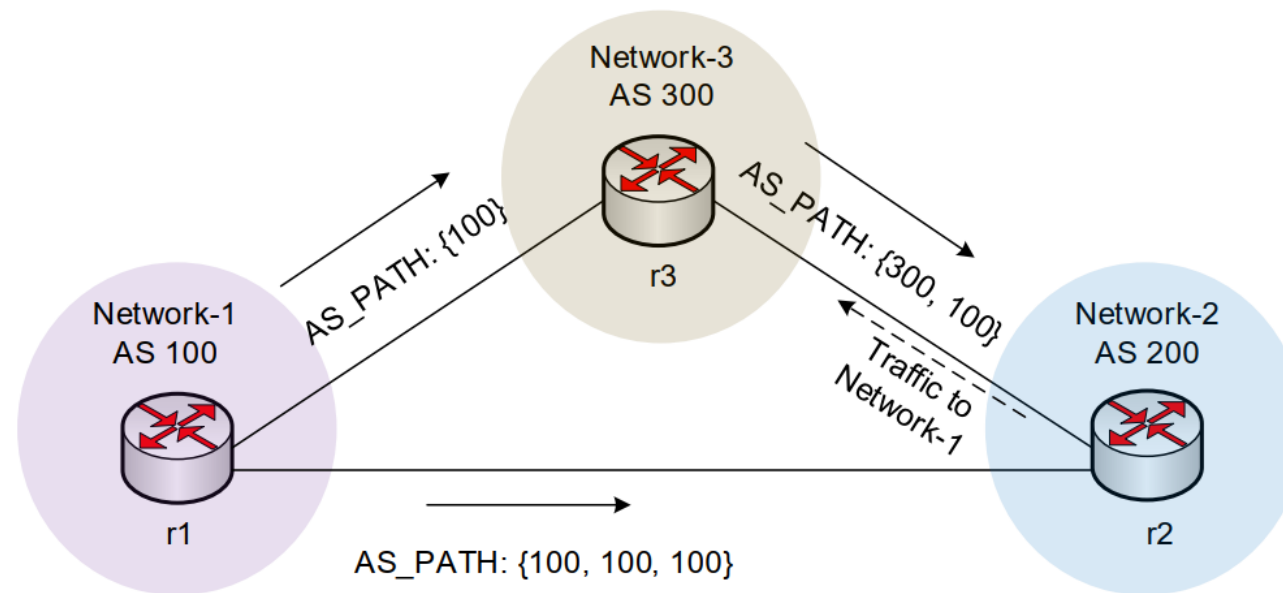 Network-3
AS 300
r3
AS_PATH: {100}
AS_PATH: {300, 100}
Traffic to
Network-1
Network-1
AS 100
r1
Network-2
AS 200
r2
AS_PATH: {100, 100, 100}